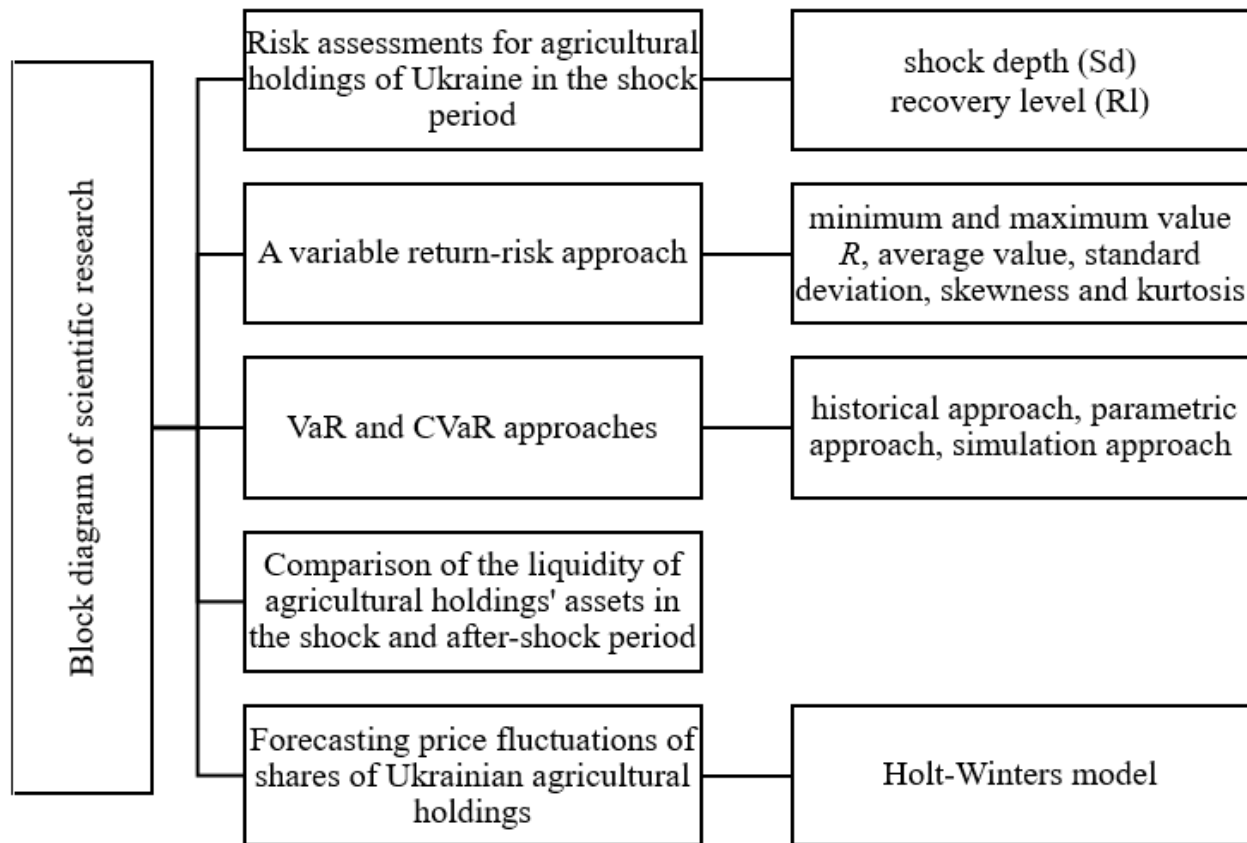 Block diagram of scientific research
Risk assessments for agricultural
holdings of Ukraine in the shock
period
shock depth (Sd)
recovery level (Rl)
A variable return-risk approach
minimum and maximum value
R, average value, standard
deviation, skewness and kurtosis
VaR and CVaR approaches
historical approach, parametric
approach, simulation approach
Comparison of the liquidity of
agricultural holdings' assets in
the shock and after-shock period
Forecasting price fluctuations of
shares of Ukrainian agricultural
holdings
Holt-Winters model